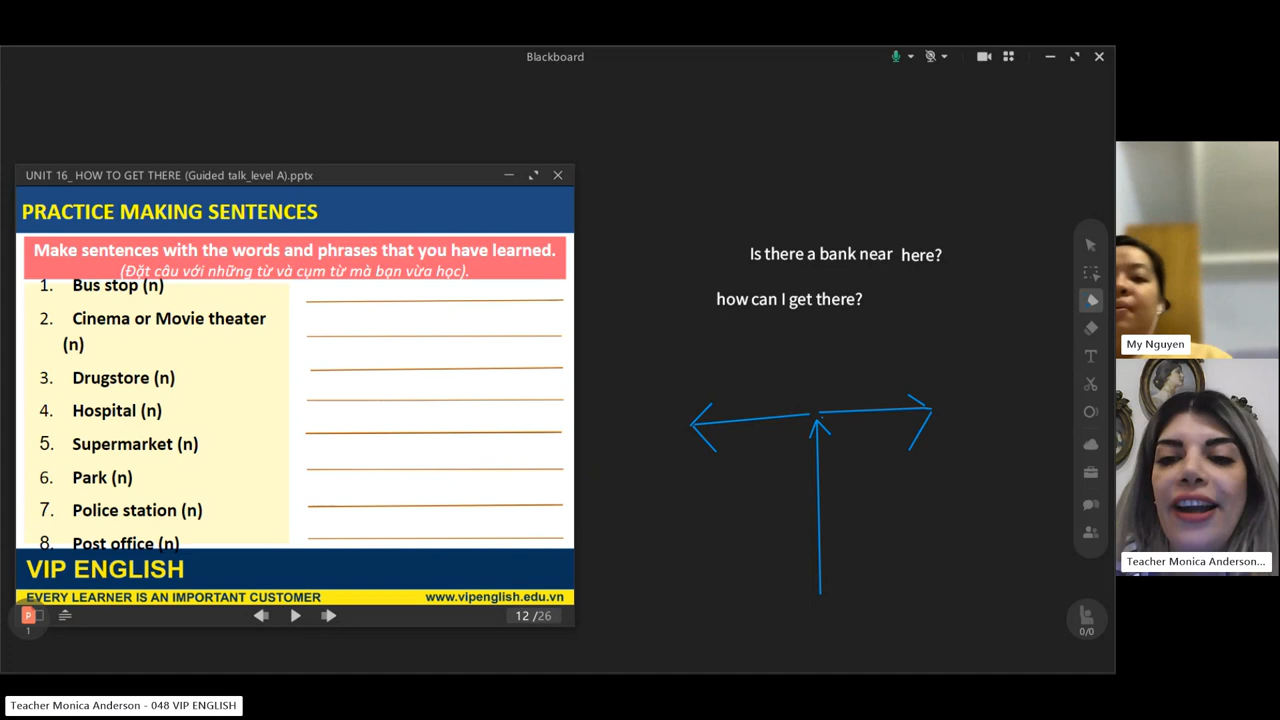 Blackboard
UNIT 16_ HOW TO GET THERE (Guided talk_level A).pptx
PRACTICE MAKING SENTENCES
Make sentences with the words and phrases that you have learned.
(Đặt câu với những từ và cụm từ mà bạn vừa học).
1. Bus stop (n)
2. Cinema or Movie theater
(n)
3. Drugstore (n)
4. Hospital (n)
5. Supermarket (n)
6. Park (n)
7. Police station (n)
8. Post office (n)
VIP ENGLISH
EVERY LEARNER IS AN IMPORTANT CUSTOMER www.vipenglish.edu.vn
P
1
12 /26
Is there a bank near here?
how can I get there?
T
0/0
My Nguyen
Teacher Monica Anderson...
Teacher Monica Anderson - 048 VIP ENGLISH